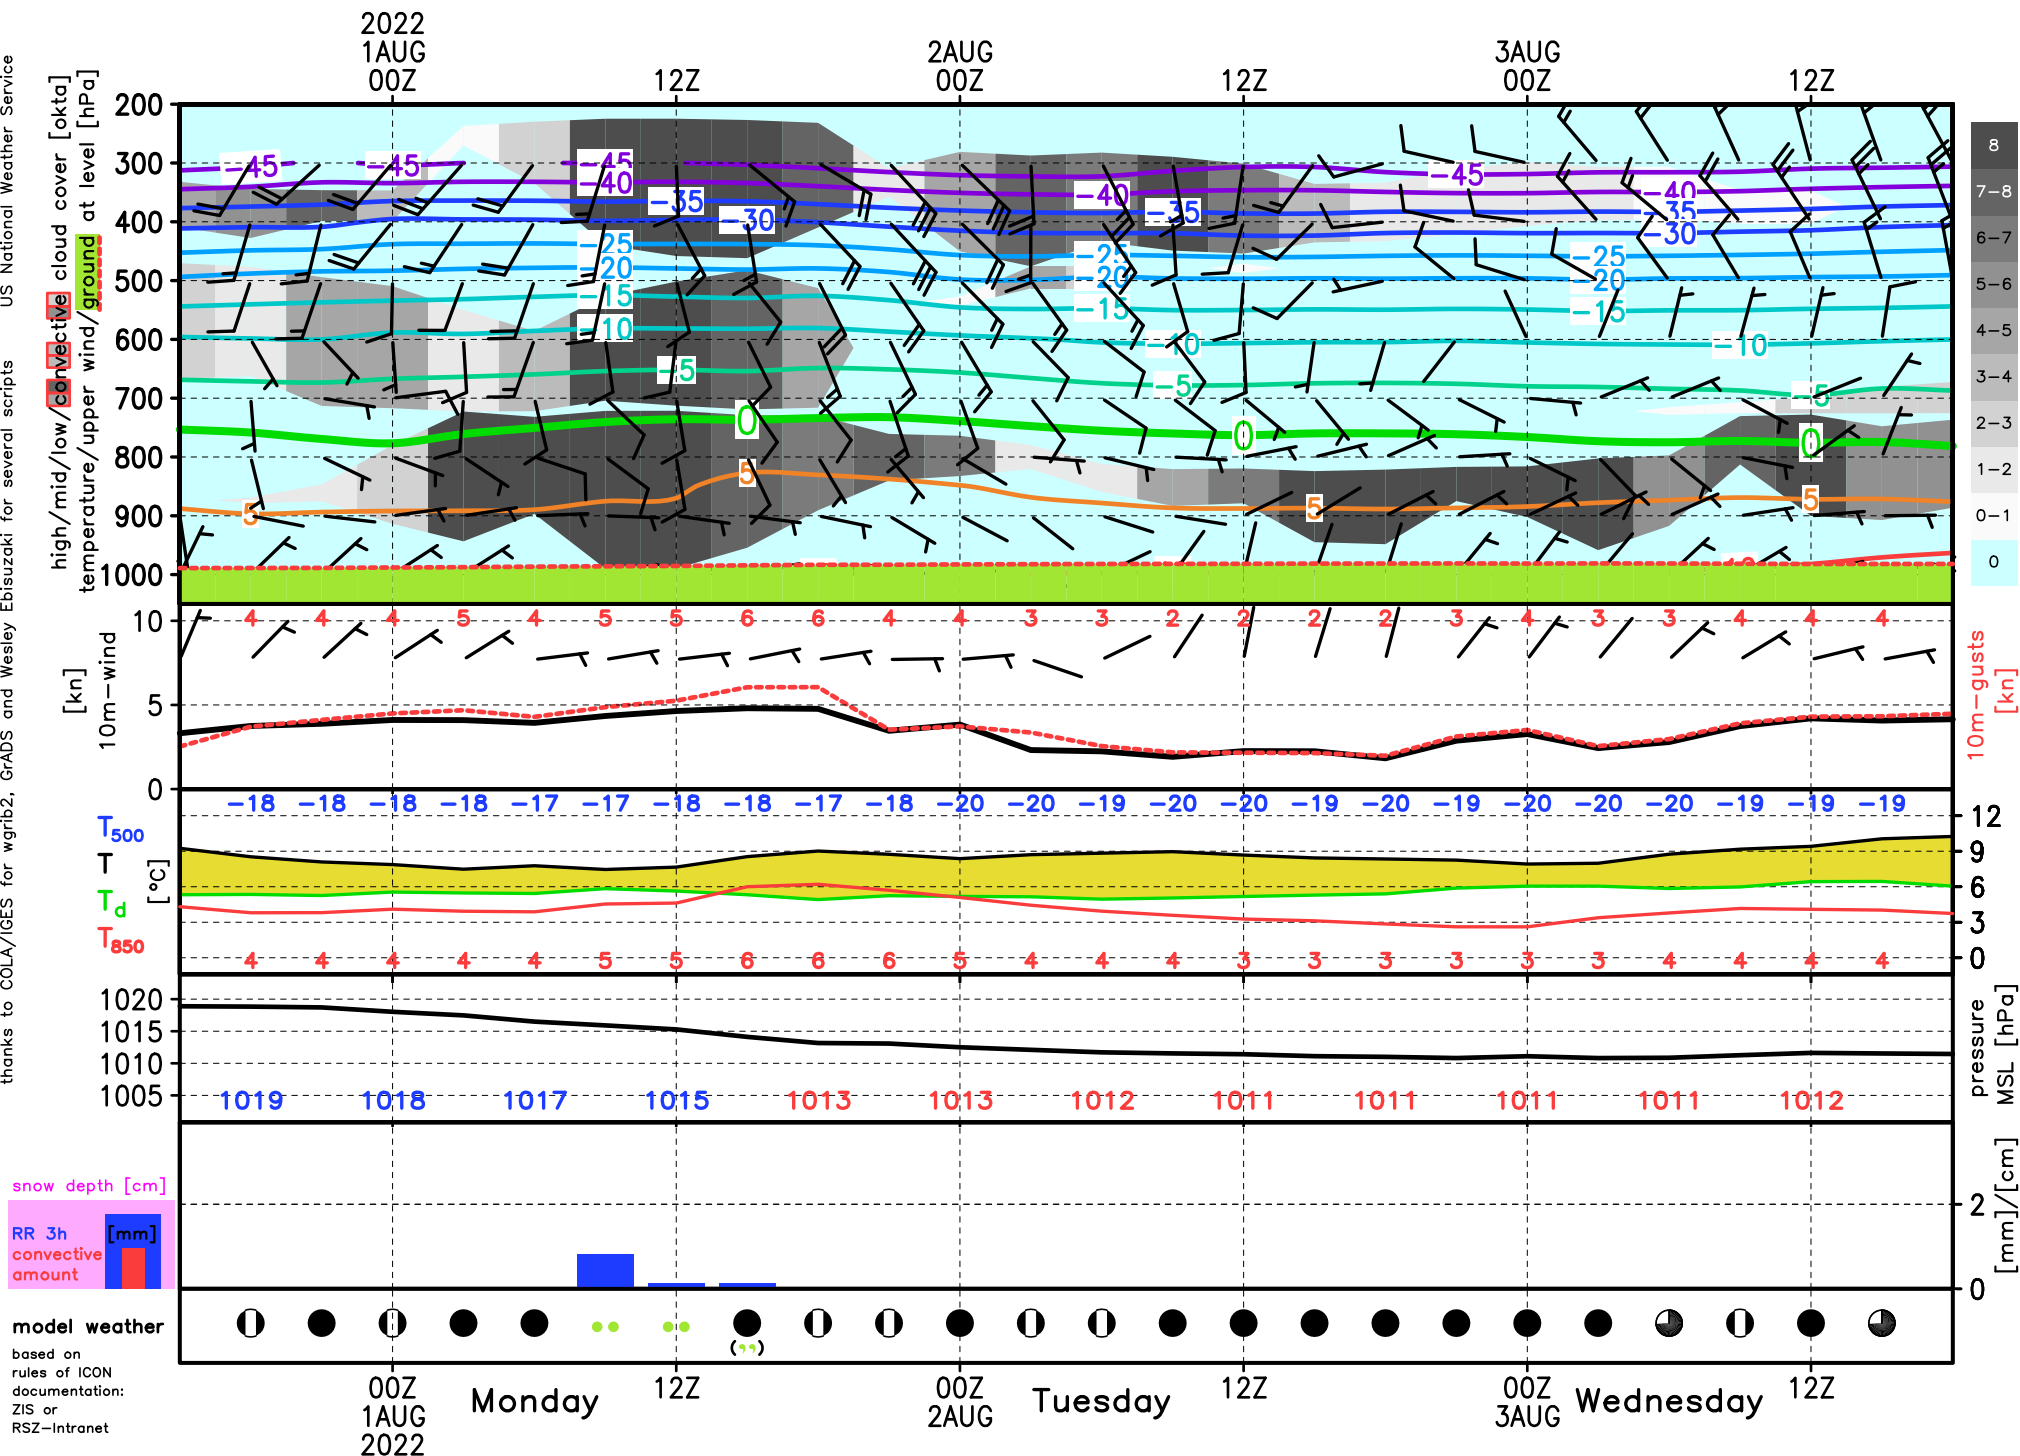 2022
1AUG 2AUG 3AUG
00Z 12Z 00Z 12Z 00Z 12Z
US National Weather Service
thanks to COLA/IGES for wgrib2, GrADS and Wesley Ebisuzaki for several scripts
high/mid/low/convective cloud cover [okta]
temperature/upper wind/ground at level [hPa]
200
300
400
500
600
700
800
900
1000
-45 -45 -45 -45
-40 -40 -40
-35 -35 -35
-30 -30
-25 -25 -25
-20 -20 -20
-15 -15 -15
-10 -10 -10
-5 -5 -5
0 0 0
5 5 5 5
8
7-8
6-7
5-6
4-5
3-4
2-3
1-2
0-1
0
10m-wind
[kn]
10
5
0
4 4 4 5 4 5 5 6 6 4 4 3 3 2 2 2 2 3 4 3 3 4 4 4
10m-gusts
[kn]
-18 -18 -18 -18 -17 -17 -18 -18 -17 -18 -20 -20 -19 -20 -20 -19 -20 -19 -20 -20 -20 -19 -19 -19
T500
T
Td
T850
[°C]
12
9
6
3
0
4 4 4 4 4 5 5 6 6 6 5 4 4 4 3 3 3 3 3 3 4 4 4 4
1020
1015
1010
1005
1019 1018 1017 1015 1013 1013 1012 1011 1011 1011 1011 1012
pressure
MSL [hPa]
snow depth [cm]
RR 3h [mm]
convective
amount
2
0
[mm]/[cm]
model weather
based on
rules of ICON
documentation:
ZIS or
RSZ-Intranet
00Z Monday 12Z 00Z Tuesday 12Z 00Z Wednesday 12Z
1AUG 2AUG 3AUG
2022